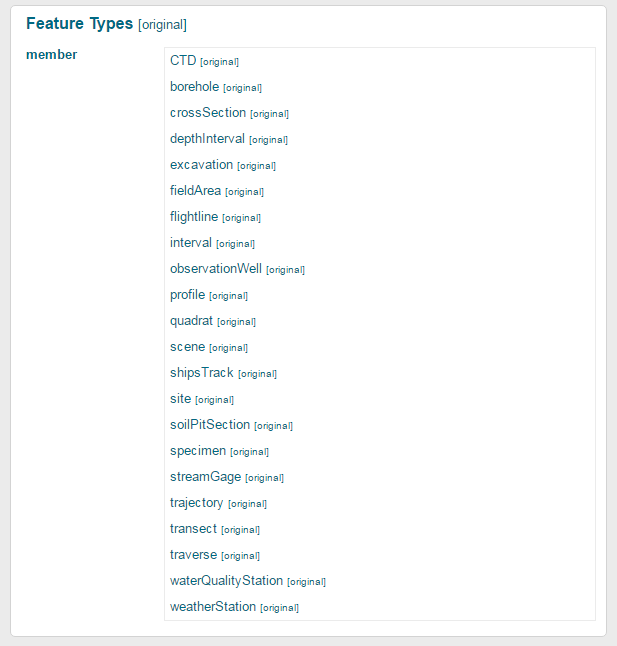 Feature Types [original]
member
CTD [original]
borehole [original]
crossSection [original]
depthInterval [original]
excavation [original]
fieldArea [original]
flightline [original]
interval [original]
observationWell [original]
profile [original]
quadrat [original]
scene [original]
shipsTrack [original]
site [original]
soilPitSection [original]
specimen [original]
streamGage [original]
trajectory [original]
transect [original]
traverse [original]
waterQualityStation [original]
weatherStation [original]